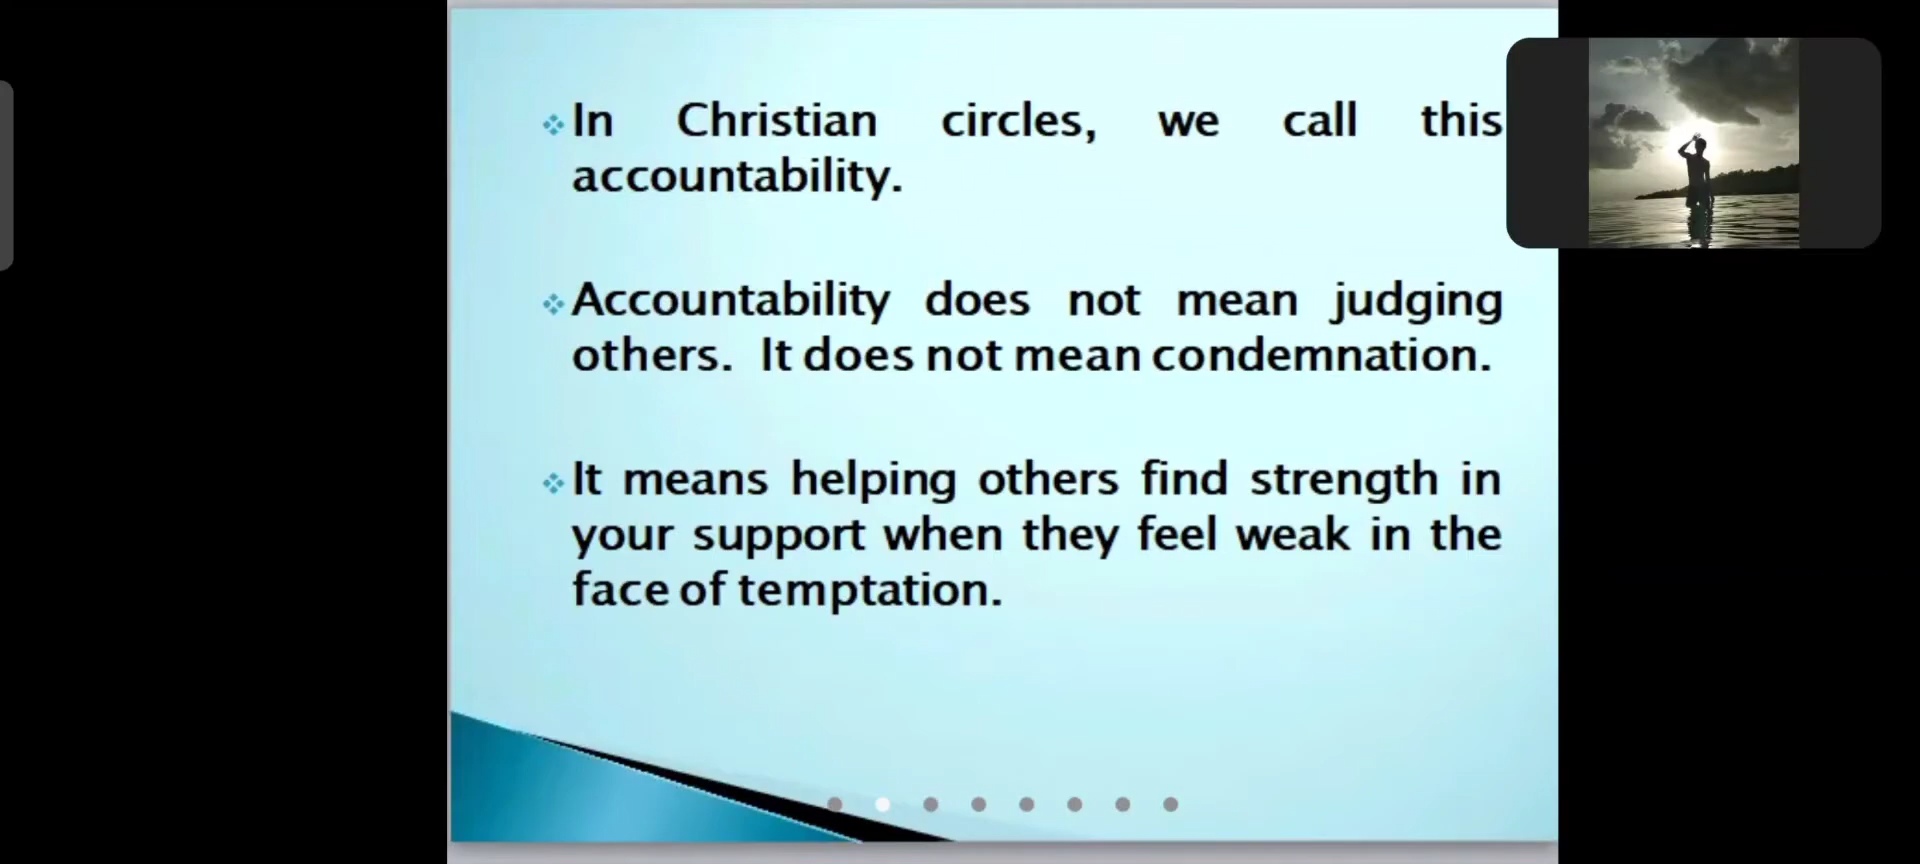 In Christian circles, we call this
accountability.
Accountability does not mean judging
others. It does not mean condemnation.
It means helping others find strength in
your support when they feel weak in the
face of temptation.